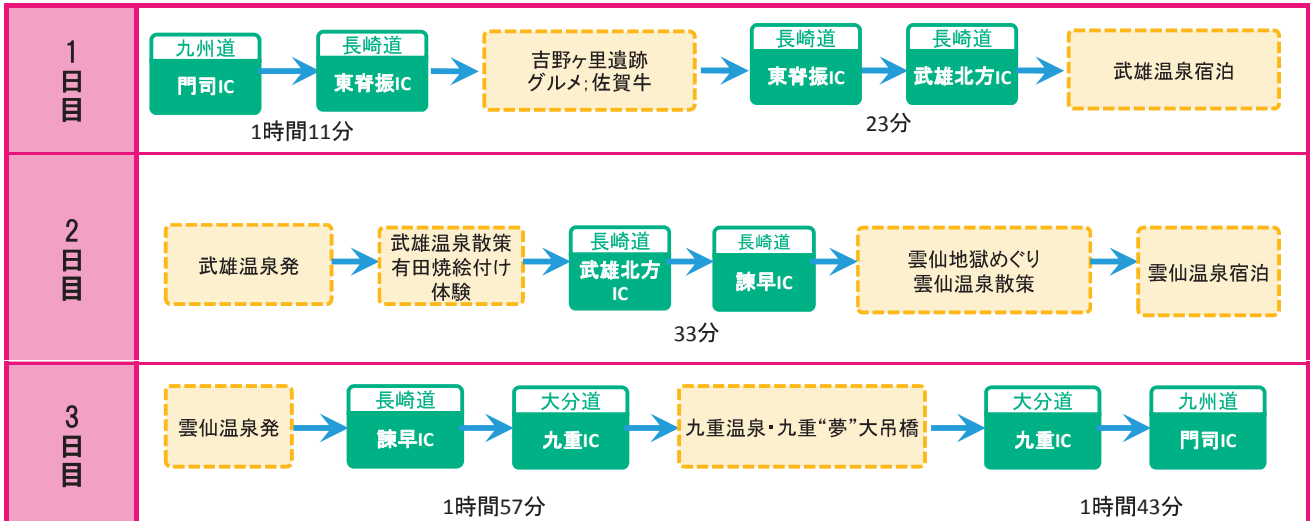 1日目
九州道
門司IC
長崎道
東脊振IC
1時間11分
吉野ヶ里遺跡
グルメ;佐賀牛
長崎道
東脊振IC
長崎道
武雄北方IC
23分
武雄温泉宿泊
2日目
武雄温泉発
武雄温泉散策
有田焼絵付け
体験
長崎道
武雄北方
IC
長崎道
諫早IC
33分
雲仙地獄めぐり
雲仙温泉散策
雲仙温泉宿泊
3日目
雲仙温泉発
長崎道
諫早IC
大分道
九重IC
1時間57分
九重温泉・九重“夢”大吊橋
大分道
九重IC
九州道
門司IC
1時間43分